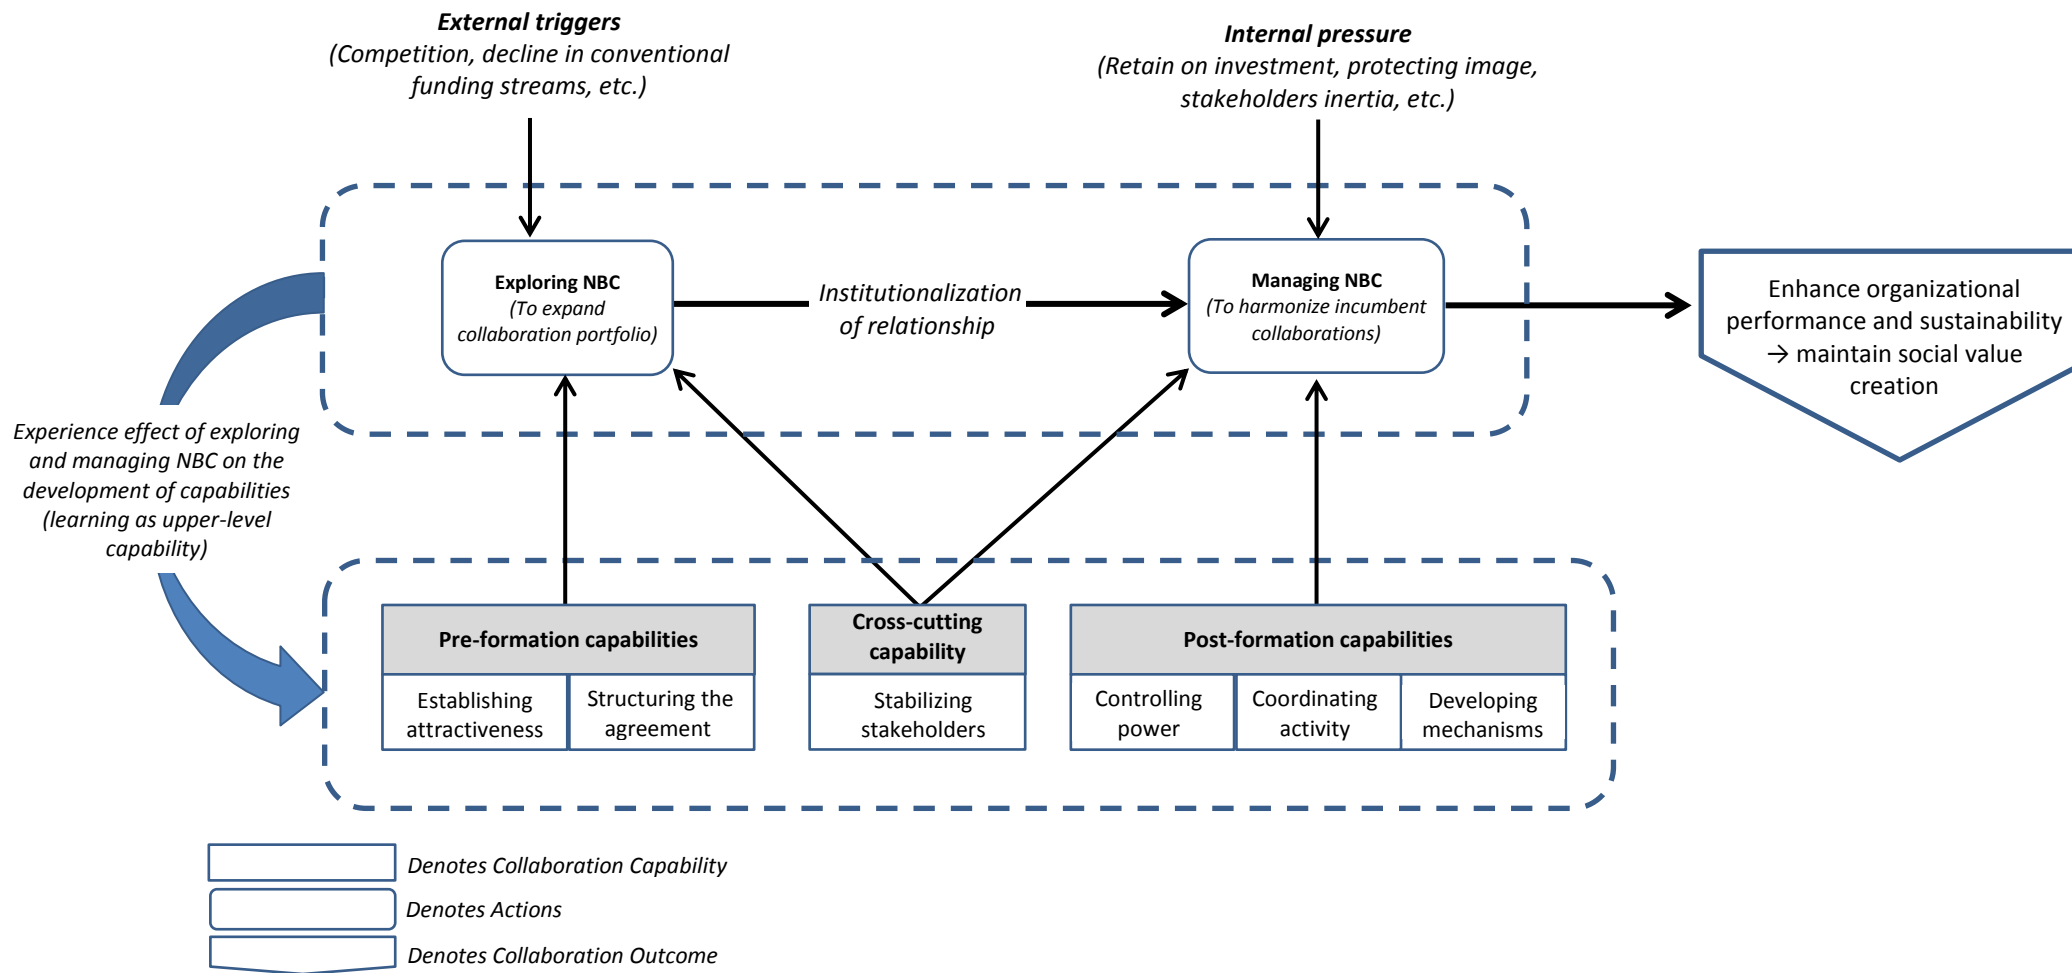 External triggers
(Competition, decline in conventional
funding streams, etc.)
Internal pressure
(Retain on investment, protecting image,
stakeholders inertia, etc.)
Exploring NBC
(To expand
collaboration portfolio)
Institutionalization
of relationship
Managing NBC
(To harmonize incumbent
collaborations)
Enhance organizational
performance and sustainability
→ maintain social value
creation
Experience effect of exploring
and managing NBC on the
development of capabilities
(learning as upper-level
capability)
Pre-formation capabilities
Establishing
attractiveness
Structuring the
agreement
Cross-cutting
capability
Stabilizing
stakeholders
Post-formation capabilities
Controlling
power
Coordinating
activity
Developing
mechanisms
Denotes Collaboration Capability
Denotes Actions
Denotes Collaboration Outcome